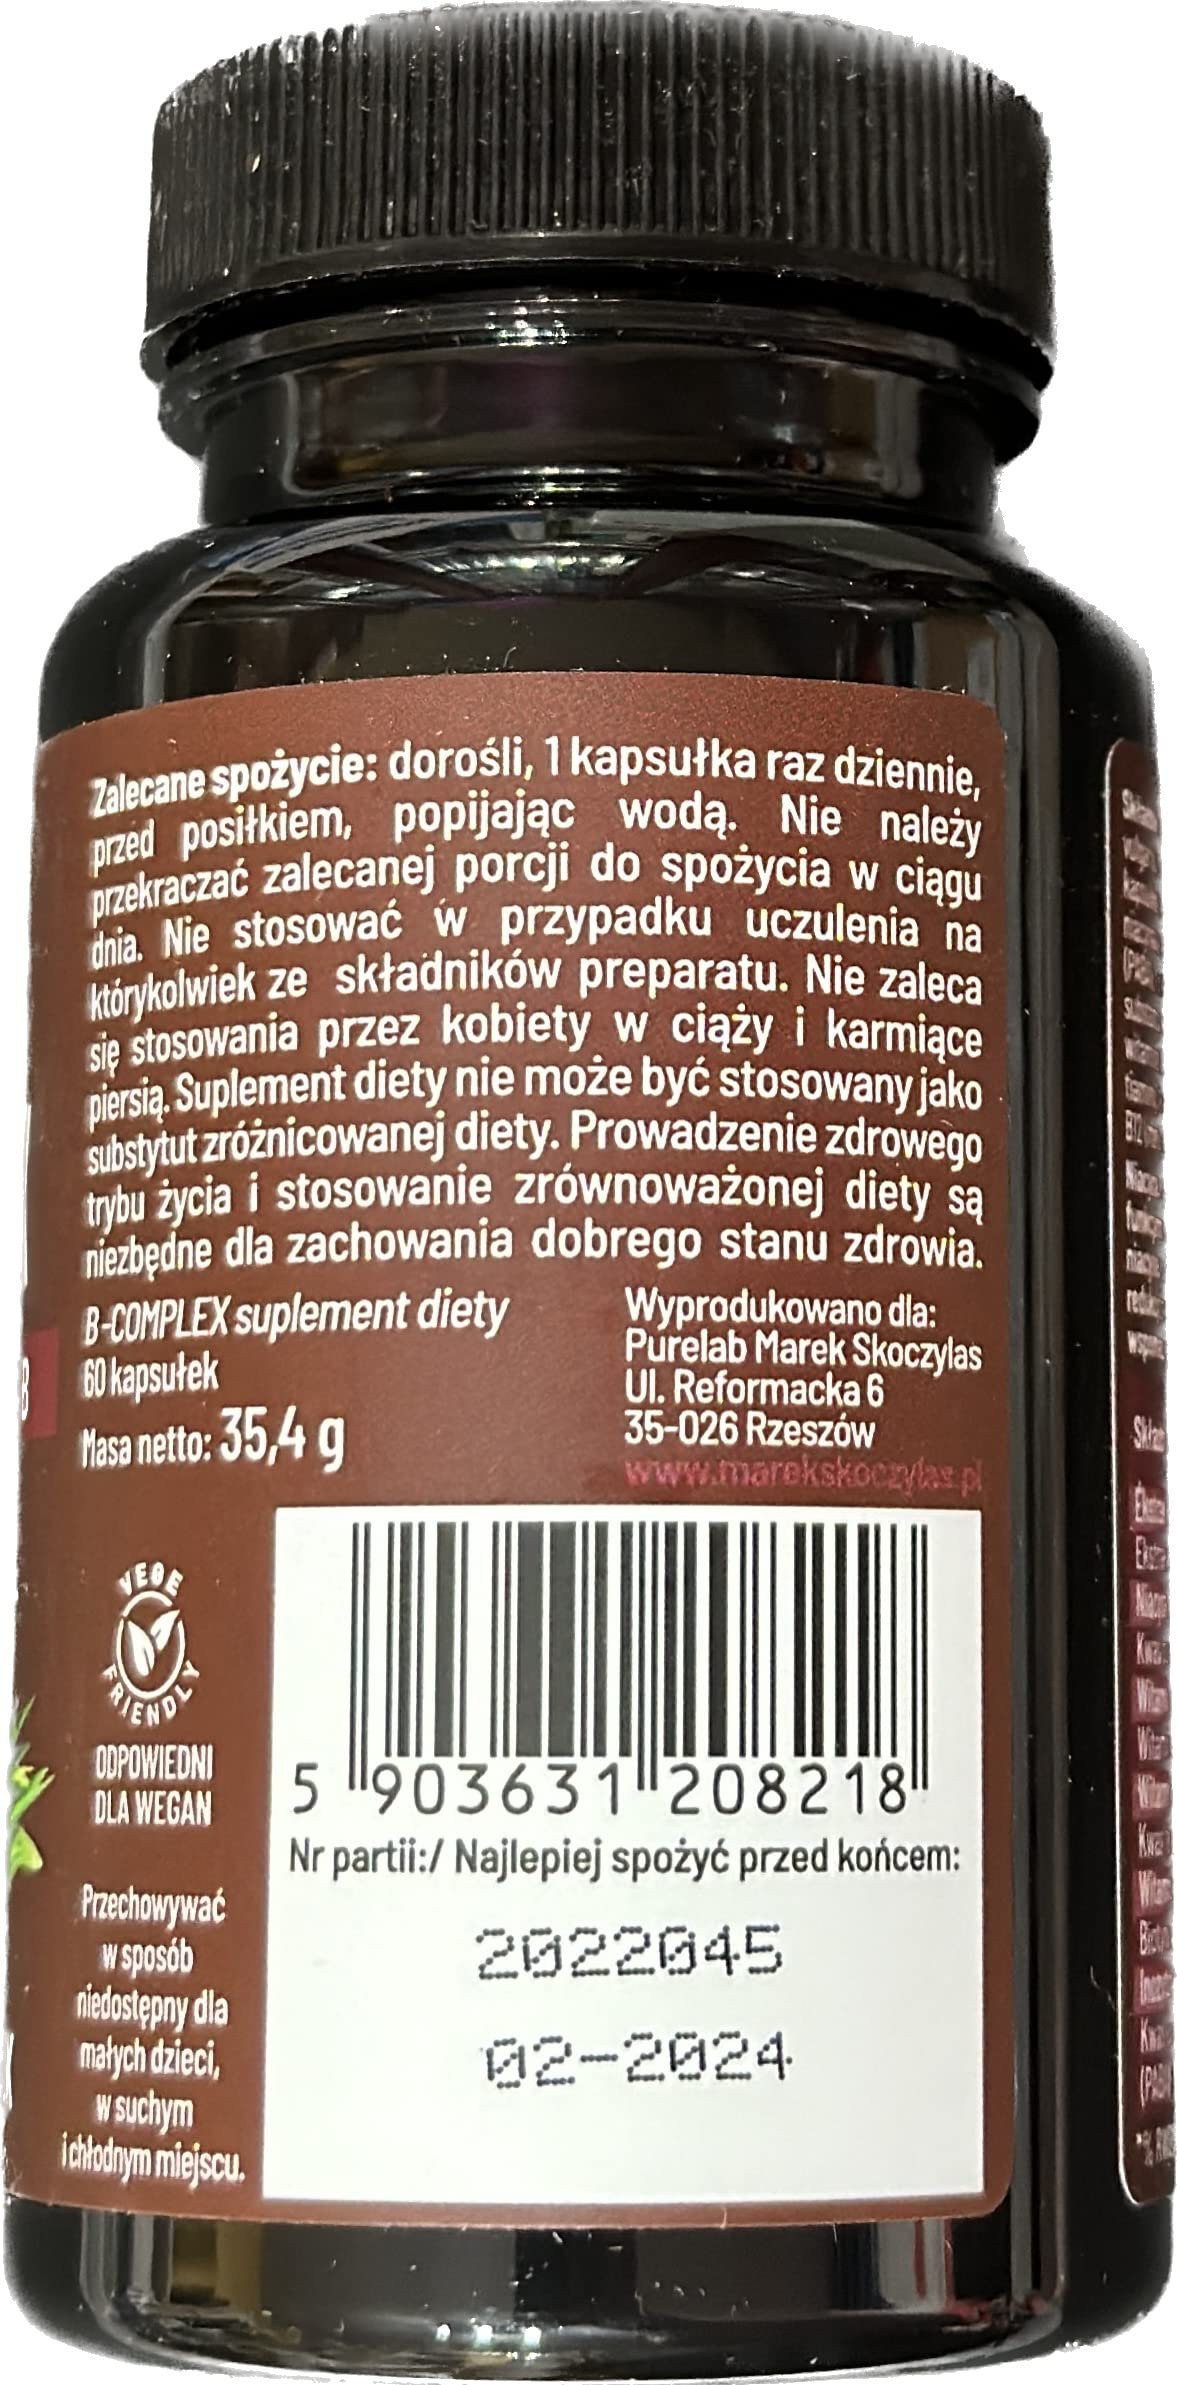 Zalecane spożycie: dorośli, 1 kapsułka raz dziennie,
przed posiłkiem, popijając wodą. Nie należy
przekraczać zalecanej porcji do spożycia w ciągu
dnia. Nie stosować w przypadku uczulenia na
którykolwiek ze składników preparatu. Nie zaleca
się stosowania przez kobiety w ciąży i karmiące
piersią. Suplement diety nie może być stosowany jako
substytut zróżnicowanej diety. Prowadzenie zdrowego
trybu życia i stosowanie zrównoważonej diety są
niezbędne dla zachowania dobrego stanu zdrowia.
B-COMPLEX suplement diety
60 kapsułek
Masa netto: 35,4 g
Wyprodukowano dla:
Purelab Marek Skoczylas
Ul. Reformacka 6
35-026 Rzeszów
www.marekskoczylas.pl
VEGE
FRIENDLY
ODPOWIEDNI
DLA WEGAN
Przechowywać
w sposób
niedostępny dla
małych dzieci,
w suchym
i chłodnym miejscu.
5 903631 208218
Nr partii:/ Najlepiej spożyć przed końcem:
2022045
02-2024